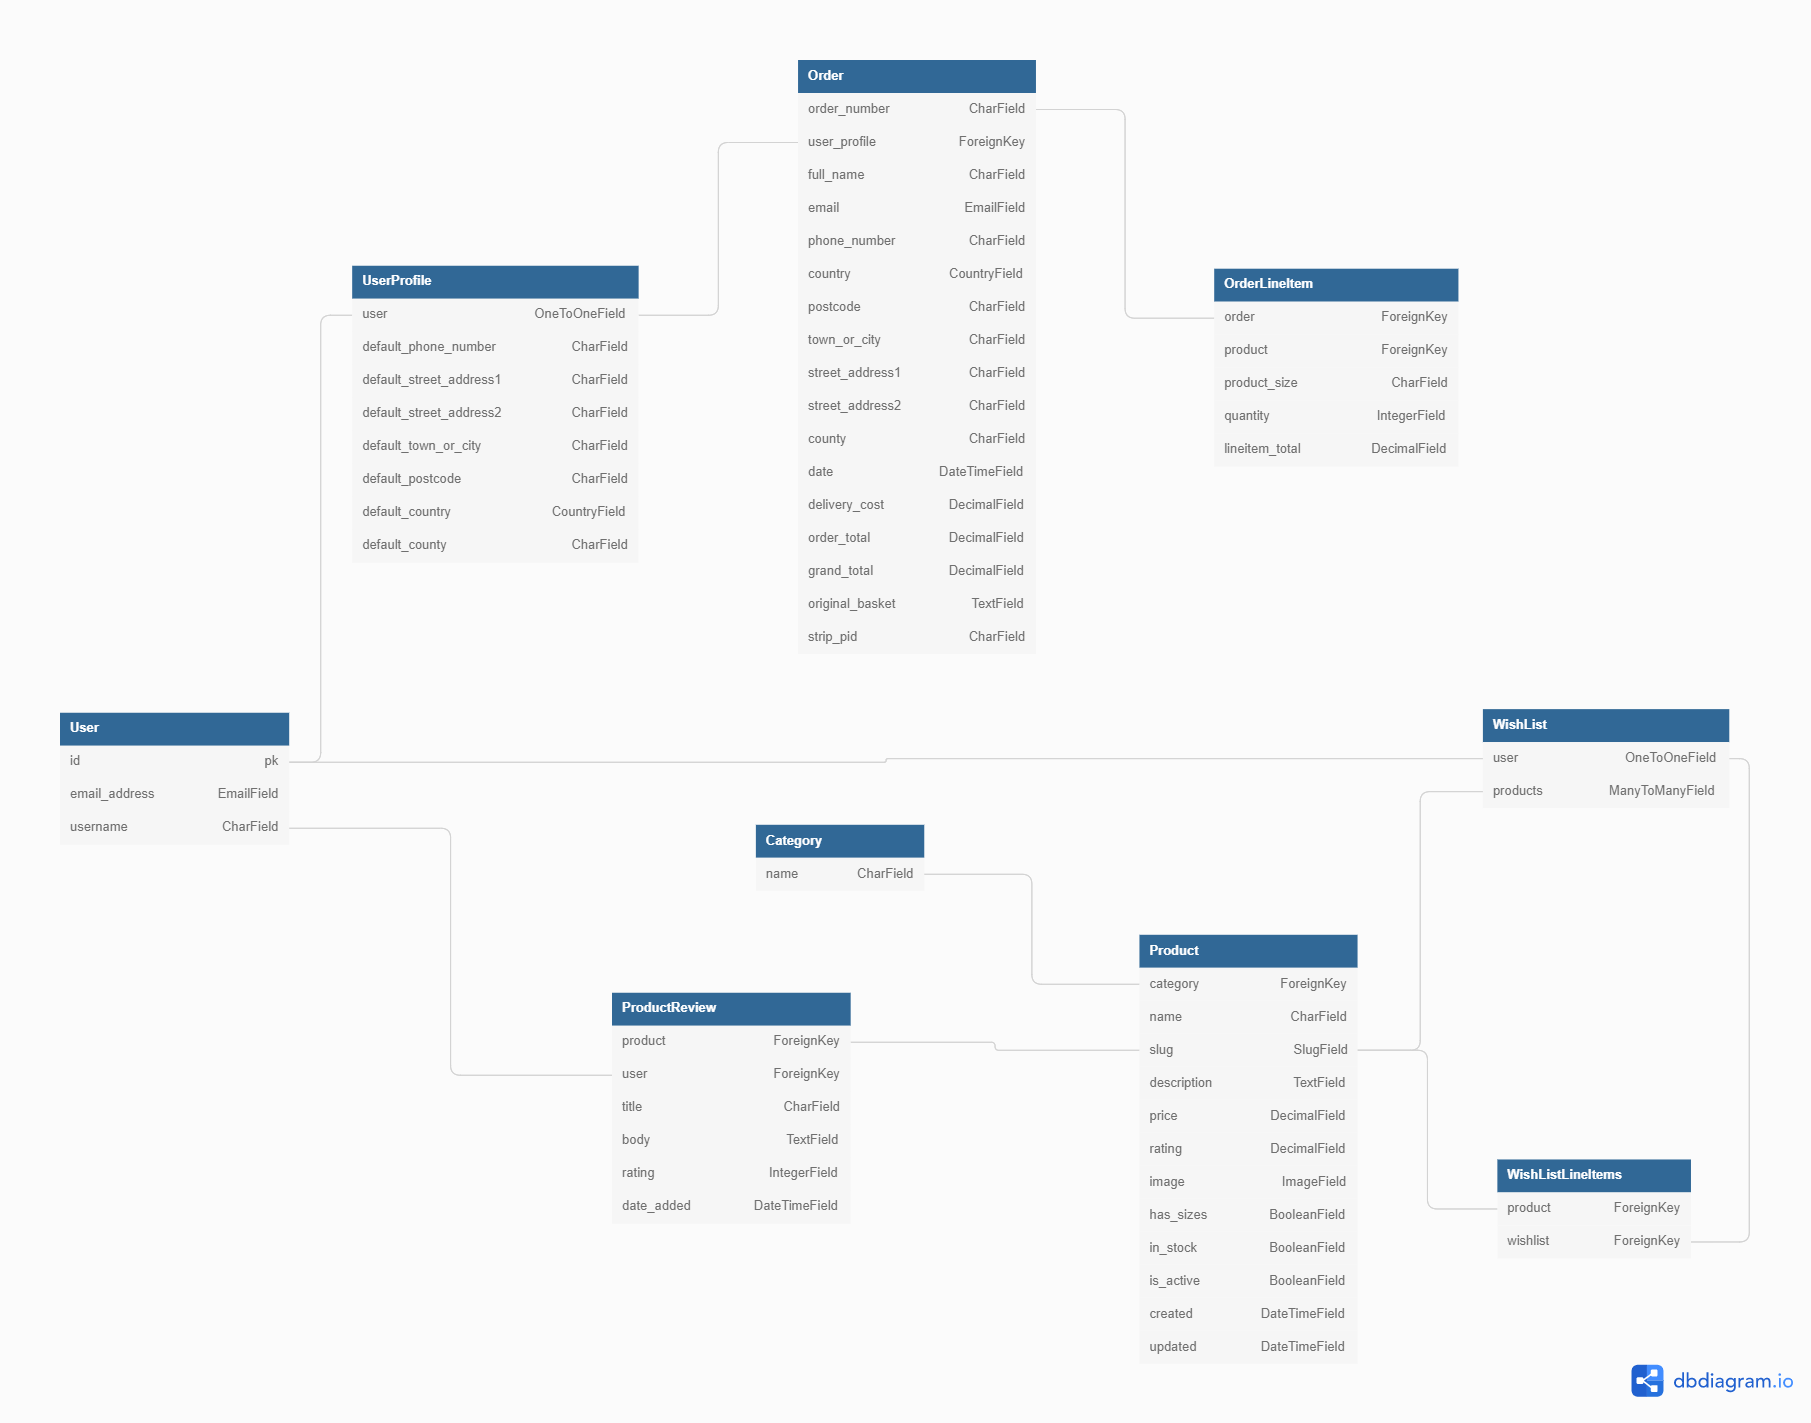 Order
order_number CharField
user_profile ForeignKey
full_name CharField
email EmailField
phone_number CharField
country CountryField
postcode CharField
town_or_city CharField
street_address1 CharField
street_address2 CharField
county CharField
date DateTimeField
delivery_cost DecimalField
order_total DecimalField
grand_total DecimalField
original_basket TextField
strip_pid CharField
UserProfile
user OneToOneField
default_phone_number CharField
default_street_address1 CharField
default_street_address2 CharField
default_town_or_city CharField
default_postcode CharField
default_country CountryField
default_county CharField
OrderLineItem
order ForeignKey
product ForeignKey
product_size CharField
quantity IntegerField
lineitem_total DecimalField
User
id pk
email_address EmailField
username CharField
WishList
user OneToOneField
products ManyToManyField
Category
name CharField
Product
category ForeignKey
name CharField
slug SlugField
description TextField
price DecimalField
rating DecimalField
image ImageField
has_sizes BooleanField
in_stock BooleanField
is_active BooleanField
created DateTimeField
updated DateTimeField
ProductReview
product ForeignKey
user ForeignKey
title CharField
body TextField
rating IntegerField
date_added DateTimeField
WishListLineItems
product ForeignKey
wishlist ForeignKey
dbdiagram.io